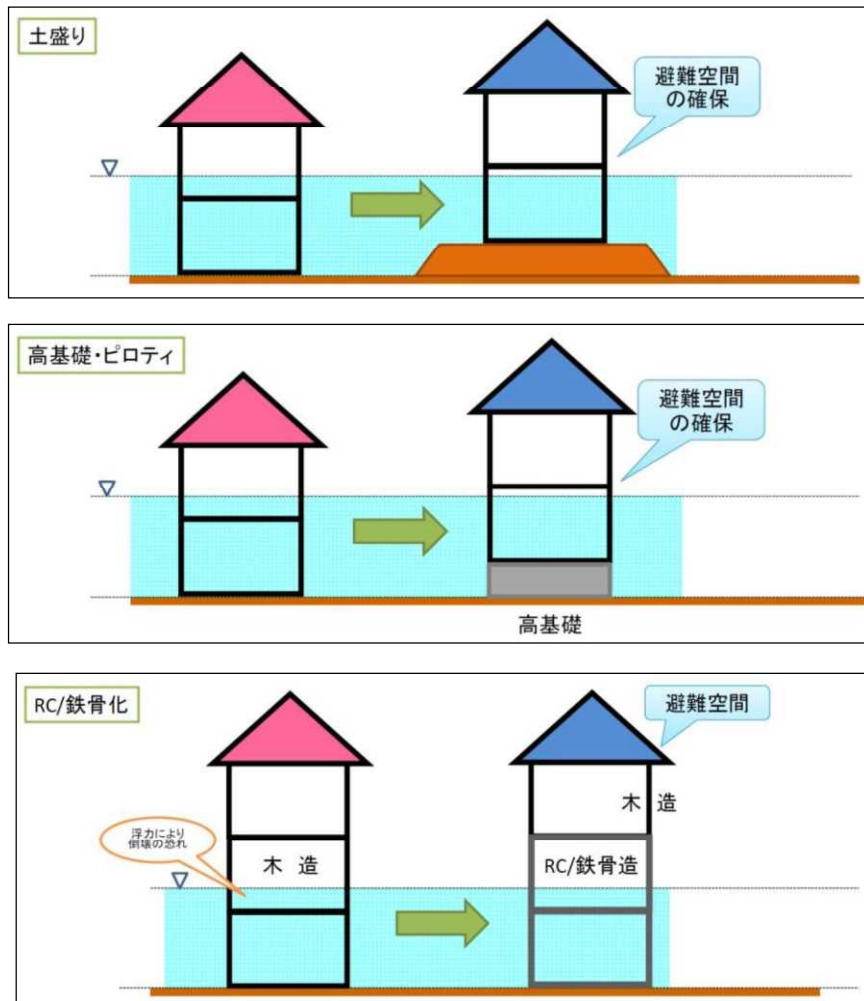 土盛り
避難空間
の確保
▽
高基礎・ピロティ
避難空間
の確保
▽
高基礎
RC/鉄骨化
避難空間
木 造
浮力により
倒壊の恐れ
木 造
RC/鉄骨造
▽